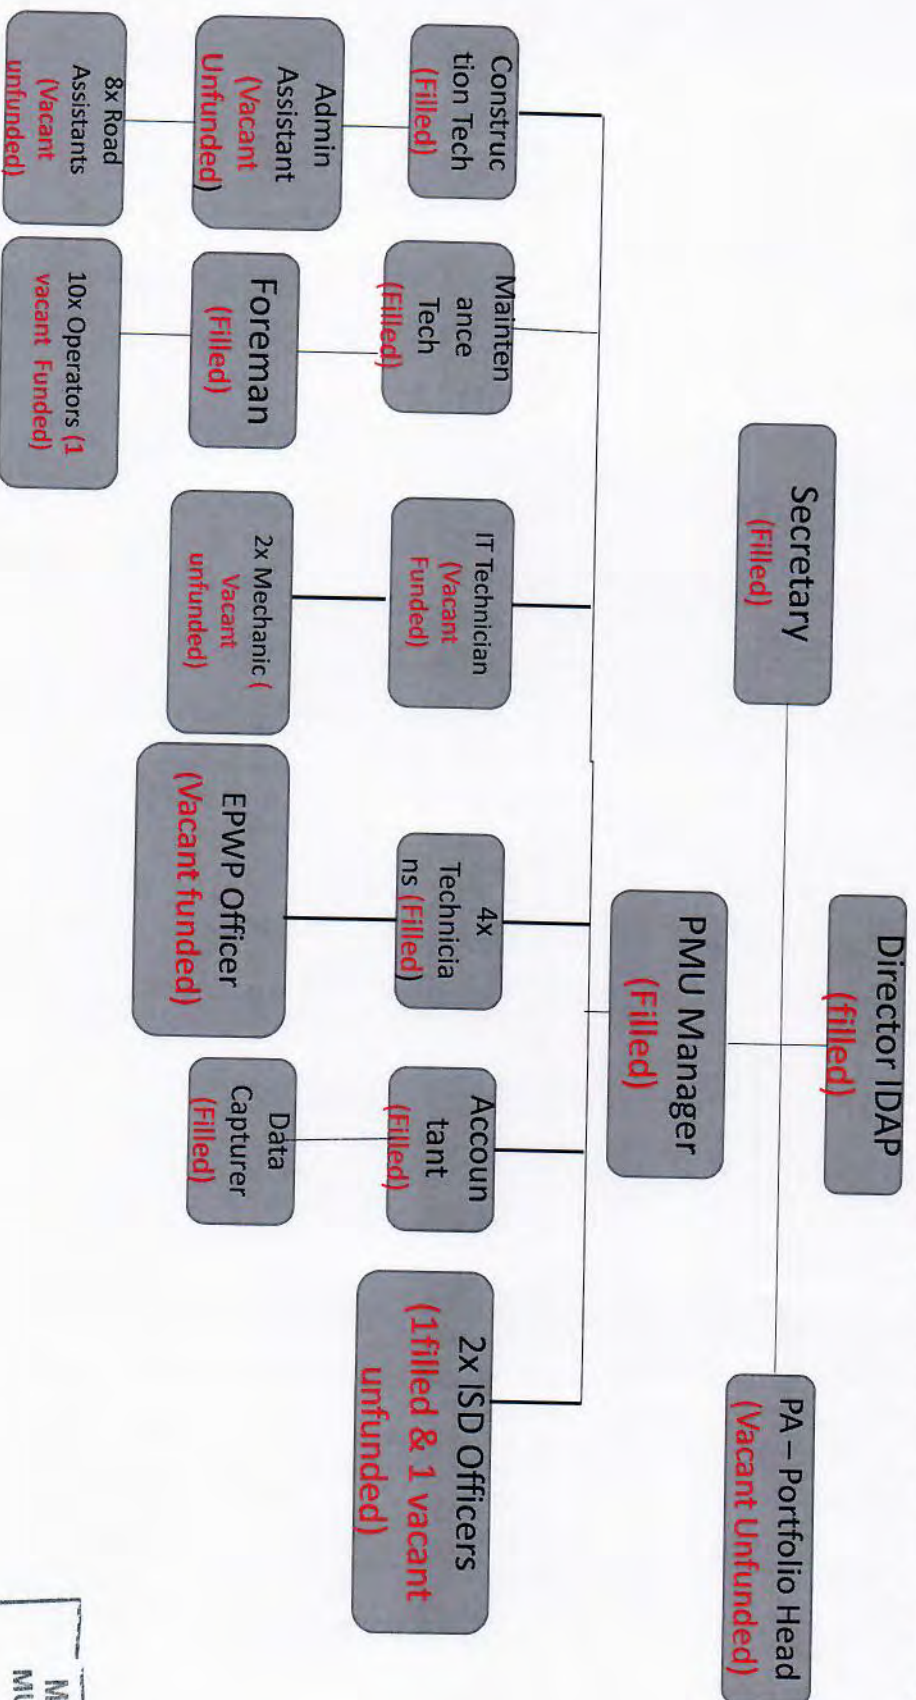 Director IDAP
(filled)
Secretary
(Filled)
PA – Portfolio Head
(Vacant Unfunded)
PMU Manager
(Filled)
Construc
tion Tech
(Filled)
Mainten
ance
Tech
(Filled)
IT Technician
(Vacant
Funded)
4x
Technicia
ns (Filled)
Accoun
tant
(Filled)
2x ISD Officers
(1filled & 1 vacant
unfunded)
Admin
Assistant
(Vacant
Unfunded)
Foreman
(Filled)
2x Mechanic (
Vacant
unfunded)
EPWP Officer
(Vacant funded)
Data
Capturer
(Filled)
8x Road
Assistants
(Vacant
unfunded)
10x Operators (1
vacant Funded)